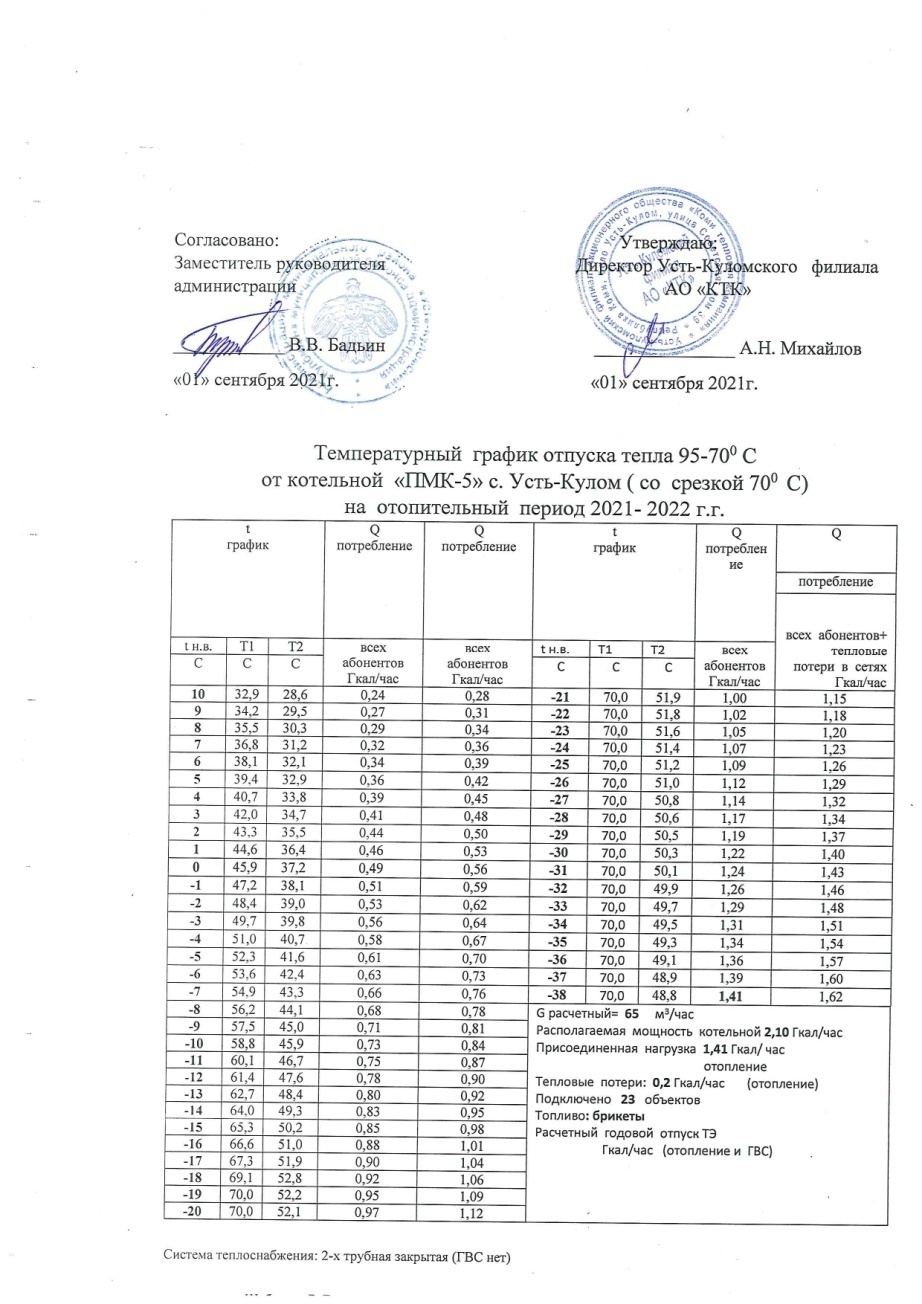 Согласовано:
Заместитель руководителя
администрации
В.В. Бадьин
«01» сентября 2021г.
Утверждаю:
Директор Усть-Куломского филиала
АО «КТК»
А.Н. Михайлов
«01» сентября 2021г.
Температурный график отпуска тепла 95-70⁰ С
от котельной «ПМК-5» с. Усть-Кулом ( со срезкой 70⁰ С)
на отопительный период 2021- 2022 г.г.
t график Q потребление Q потребление t график Q потреблен ие Q потребление
t н.в. Т1 Т2 всех абонентов Гкал/час всех абонентов Гкал/час t н.в. Т1 Т2 всех абонентов Гкал/час всех абонентов+ тепловые потери в сетях Гкал/час
С С С С С С
10 32,9 28,6 0,24 0,28 -21 70,0 51,9 1,00 1,15
9 34,2 29,5 0,27 0,31 -22 70,0 51,8 1,02 1,18
8 35,5 30,3 0,29 0,34 -23 70,0 51,6 1,05 1,20
7 36,8 31,2 0,32 0,36 -24 70,0 51,4 1,07 1,23
6 38,1 32,1 0,34 0,39 -25 70,0 51,2 1,09 1,26
5 39,4 32,9 0,36 0,42 -26 70,0 51,0 1,12 1,29
4 40,7 33,8 0,39 0,45 -27 70,0 50,8 1,14 1,32
3 42,0 34,7 0,41 0,48 -28 70,0 50,6 1,17 1,34
2 43,3 35,5 0,44 0,50 -29 70,0 50,5 1,19 1,37
1 44,6 36,4 0,46 0,53 -30 70,0 50,3 1,22 1,40
0 45,9 37,2 0,49 0,56 -31 70,0 50,1 1,24 1,43
-1 47,2 38,1 0,51 0,59 -32 70,0 49,9 1,26 1,46
-2 48,4 39,0 0,53 0,62 -33 70,0 49,7 1,29 1,48
-3 49,7 39,8 0,56 0,64 -34 70,0 49,5 1,31 1,51
-4 51,0 40,7 0,58 0,67 -35 70,0 49,3 1,34 1,54
-5 52,3 41,6 0,61 0,70 -36 70,0 49,1 1,36 1,57
-6 53,6 42,4 0,63 0,73 -37 70,0 48,9 1,39 1,60
-7 54,9 43,3 0,66 0,76 -38 70,0 48,8 1,41 1,62
-8 56,2 44,1 0,68 0,78
-9 57,5 45,0 0,71 0,81
-10 58,8 45,9 0,73 0,84
-11 60,1 46,7 0,75 0,87
-12 61,4 47,6 0,78 0,90
-13 62,7 48,4 0,80 0,92
-14 64,0 49,3 0,83 0,95
-15 65,3 50,2 0,85 0,98
-16 66,6 51,0 0,88 1,01
-17 67,3 51,9 0,90 1,04
-18 69,1 52,8 0,92 1,06
-19 70,0 52,2 0,95 1,09
-20 70,0 52,1 0,97 1,12
G расчетный= 65 м³/час
Располагаемая мощность котельной 2,10 Гкал/час
Присоединенная нагрузка 1,41 Гкал/ час
отопление
Тепловые потери: 0,2 Гкал/час (отопление)
Подключено 23 объектов
Топливо: брикеты
Расчетный годовой отпуск ТЭ
Гкал/час (отопление и ГВС)
Система теплоснабжения: 2-х трубная закрытая (ГВС нет)